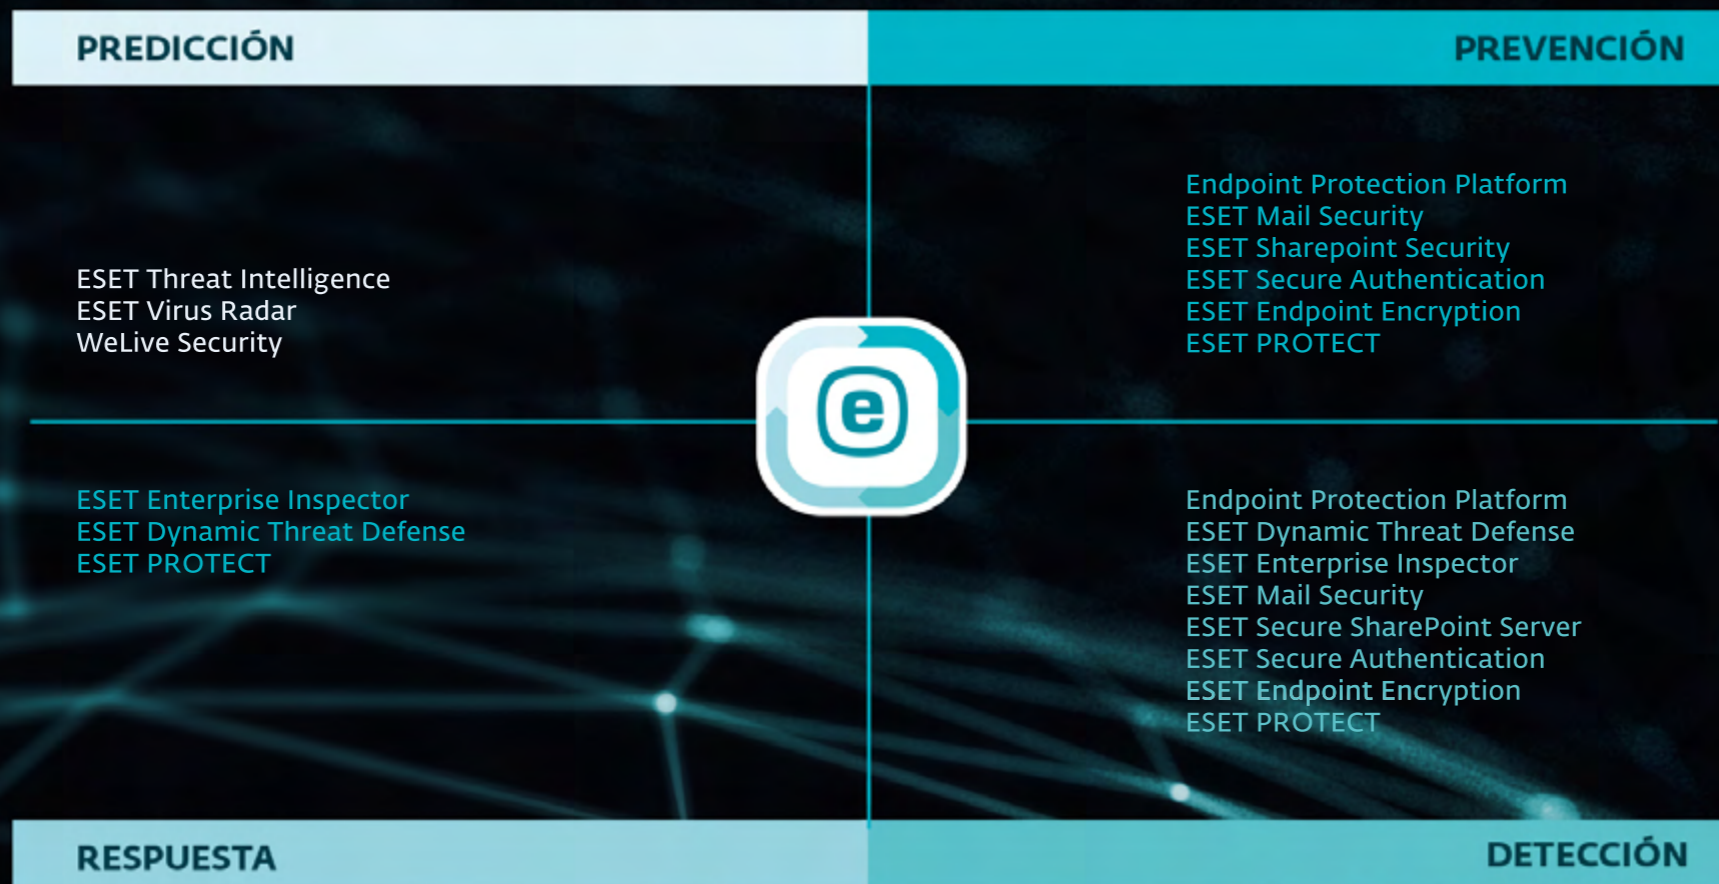 PREDICCIÓN
PREVENCIÓN
ESET Threat Intelligence
ESET Virus Radar
WeLive Security
Endpoint Protection Platform
ESET Mail Security
ESET Sharepoint Security
ESET Secure Authentication
ESET Endpoint Encryption
ESET PROTECT
e
ESET Enterprise Inspector
ESET Dynamic Threat Defense
ESET PROTECT
Endpoint Protection Platform
ESET Dynamic Threat Defense
ESET Enterprise Inspector
ESET Mail Security
ESET Secure SharePoint Server
ESET Secure Authentication
ESET Endpoint Encryption
ESET PROTECT
RESPUESTA
DETECCIÓN